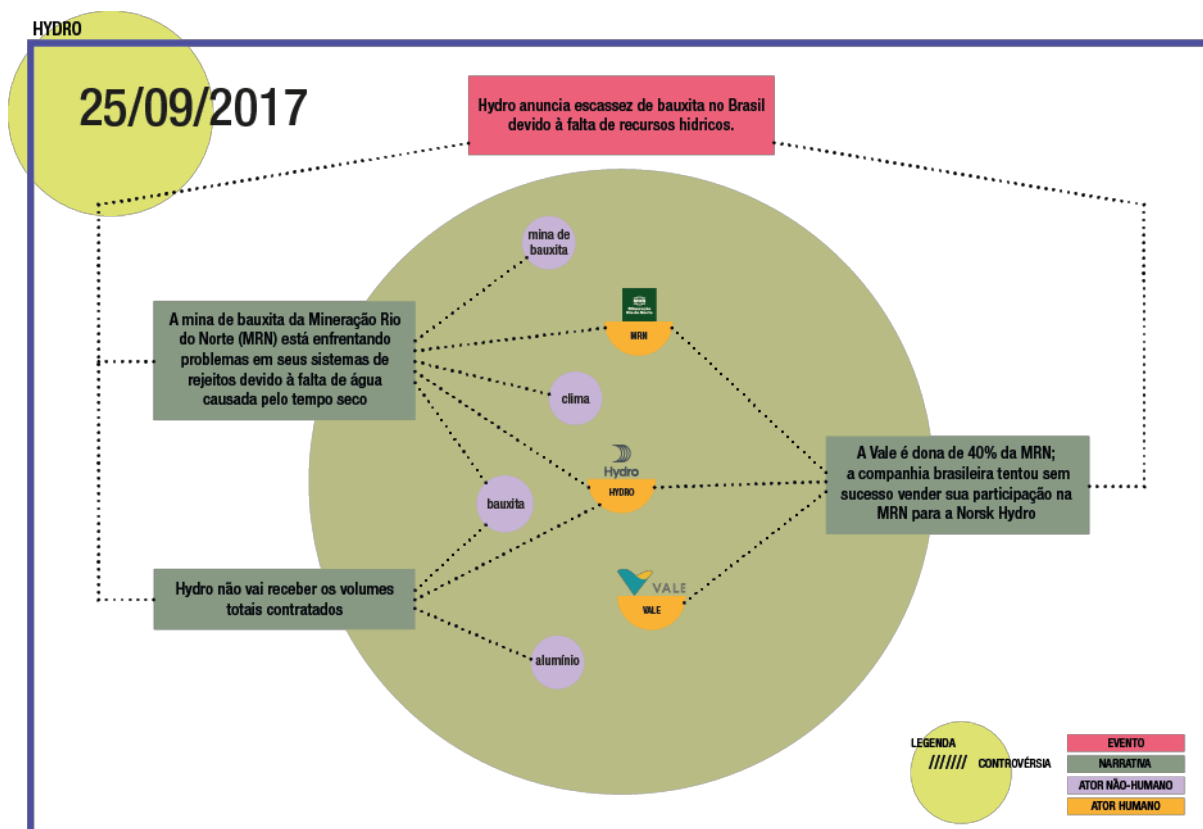 HYDRO
25/09/2017
Hydro anuncia escassez de bauxita no Brasil
devido à falta de recursos hídricos.
mina de
bauxita
A mina de bauxita da Mineração Rio
do Norte (MRN) está enfrentando
problemas em seus sistemas de
rejeitos devido à falta de água
causada pelo tempo seco
Mineração
Rio do Norte
MRN
clima
Hydro
HYDRO
A Vale é dona de 40% da MRN;
a companhia brasileira tentou sem
sucesso vender sua participação na
MRN para a Norsk Hydro
bauxita
Hydro não vai receber os volumes
totais contratados
VALE
VALE
alumínio
LEGENDA
/////// CONTROVÉRSIA
EVENTO
NARRATIVA
ATOR NÃO-HUMANO
ATOR HUMANO